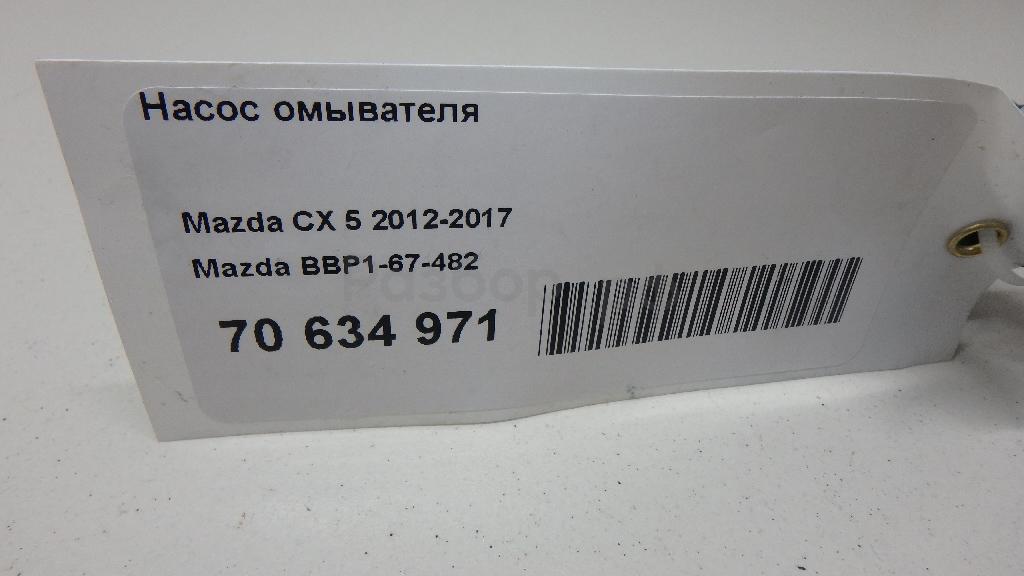 Насос омывателя
Mazda CX 5 2012-2017
Mazda BBP1-67-482
70 634 971